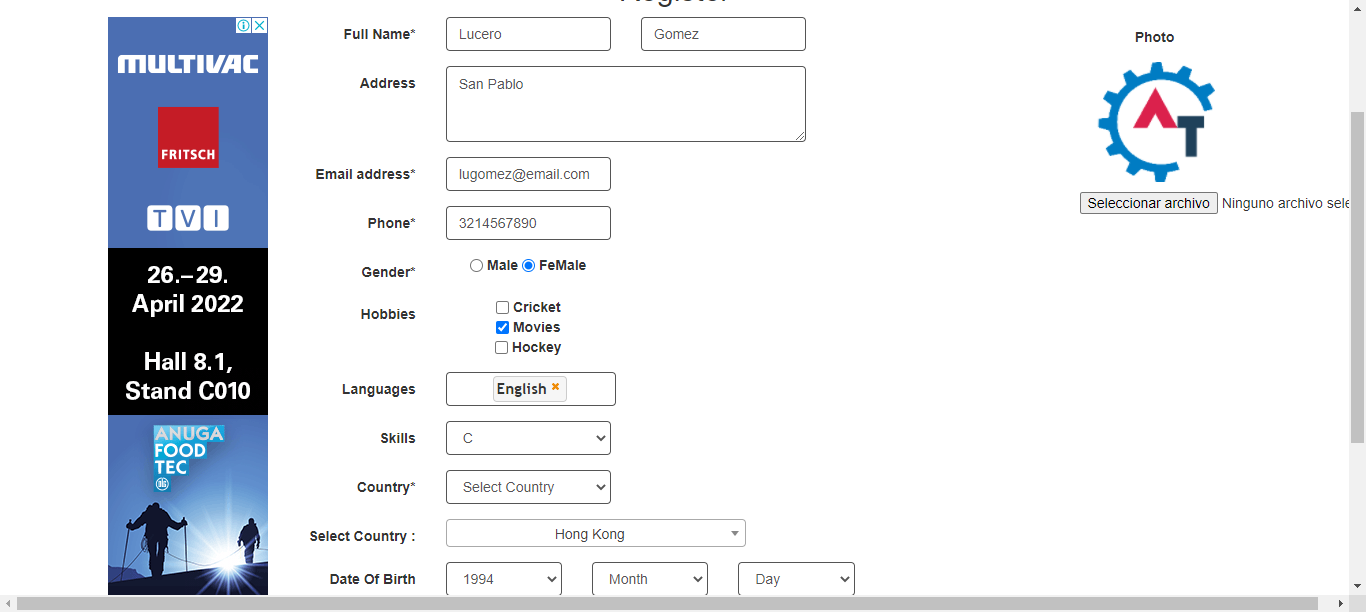 Register
Full Name* Lucero Gomez
Address San Pablo
Email address* lugomez@email.com
Phone* 3214567890
Gender* Male FeMale
Hobbies Cricket
Movies
Hockey
Languages English
Skills C
Country* Select Country
Select Country : Hong Kong
Date Of Birth 1994 Month Day
Photo
AT
Seleccionar archivo Ninguno archivo sele
MULTIVAC
FRITSCH
TVI
26.–29.
April 2022
Hall 8.1,
Stand C010
ANUGA
FOOD
TEC